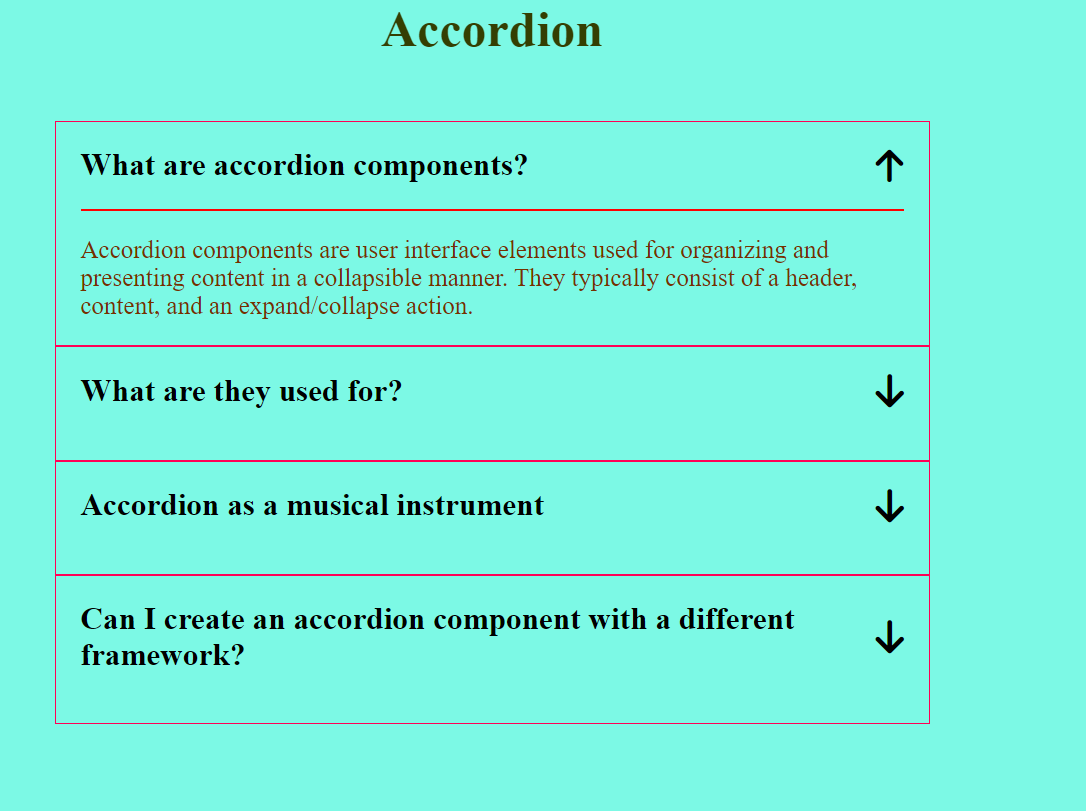 Accordion
What are accordion components?
Accordion components are user interface elements used for organizing and
presenting content in a collapsible manner. They typically consist of a header,
content, and an expand/collapse action.
What are they used for?
Accordion as a musical instrument
Can I create an accordion component with a different
framework?